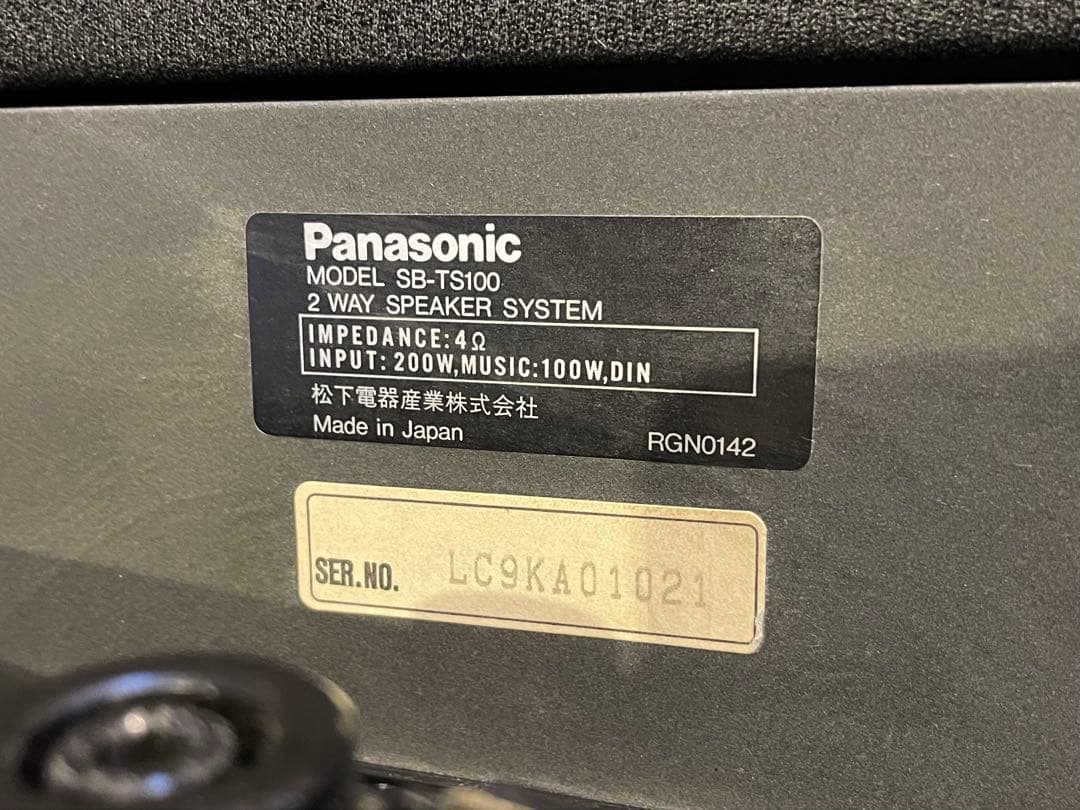 Panasonic
MODEL SB-TS100
2 WAY SPEAKER SYSTEM
IMPEDANCE:4Ω
INPUT: 200W,MUSIC:100W,DIN
松下電器産業株式会社
Made in Japan RGN0142
SER.NO. LC9KA01021